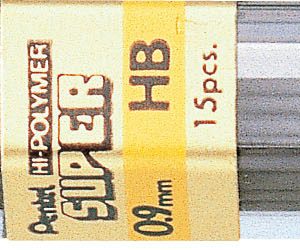 Pentel HI-POLYMER
SUPER
0.9mm HB
15pcs.